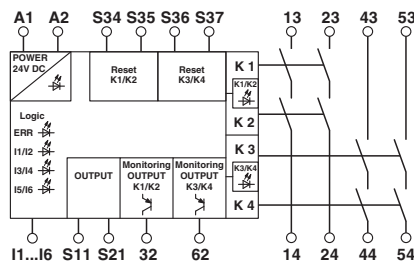 A1 A2 S34 S35 S36 S37 13 23 43 53
POWER
24V DC
Reset
K1/K2
Reset
K3/K4
K 1
K1/K2
K 2
Logic
ERR
I1/I2
I3/I4
I5/I6
OUTPUT
Monitoring
OUTPUT
K1/K2
Monitoring
OUTPUT
K3/K4
K 3
K3/K4
K 4
I1...I6 S11 S21 32 62 14 24 44 54